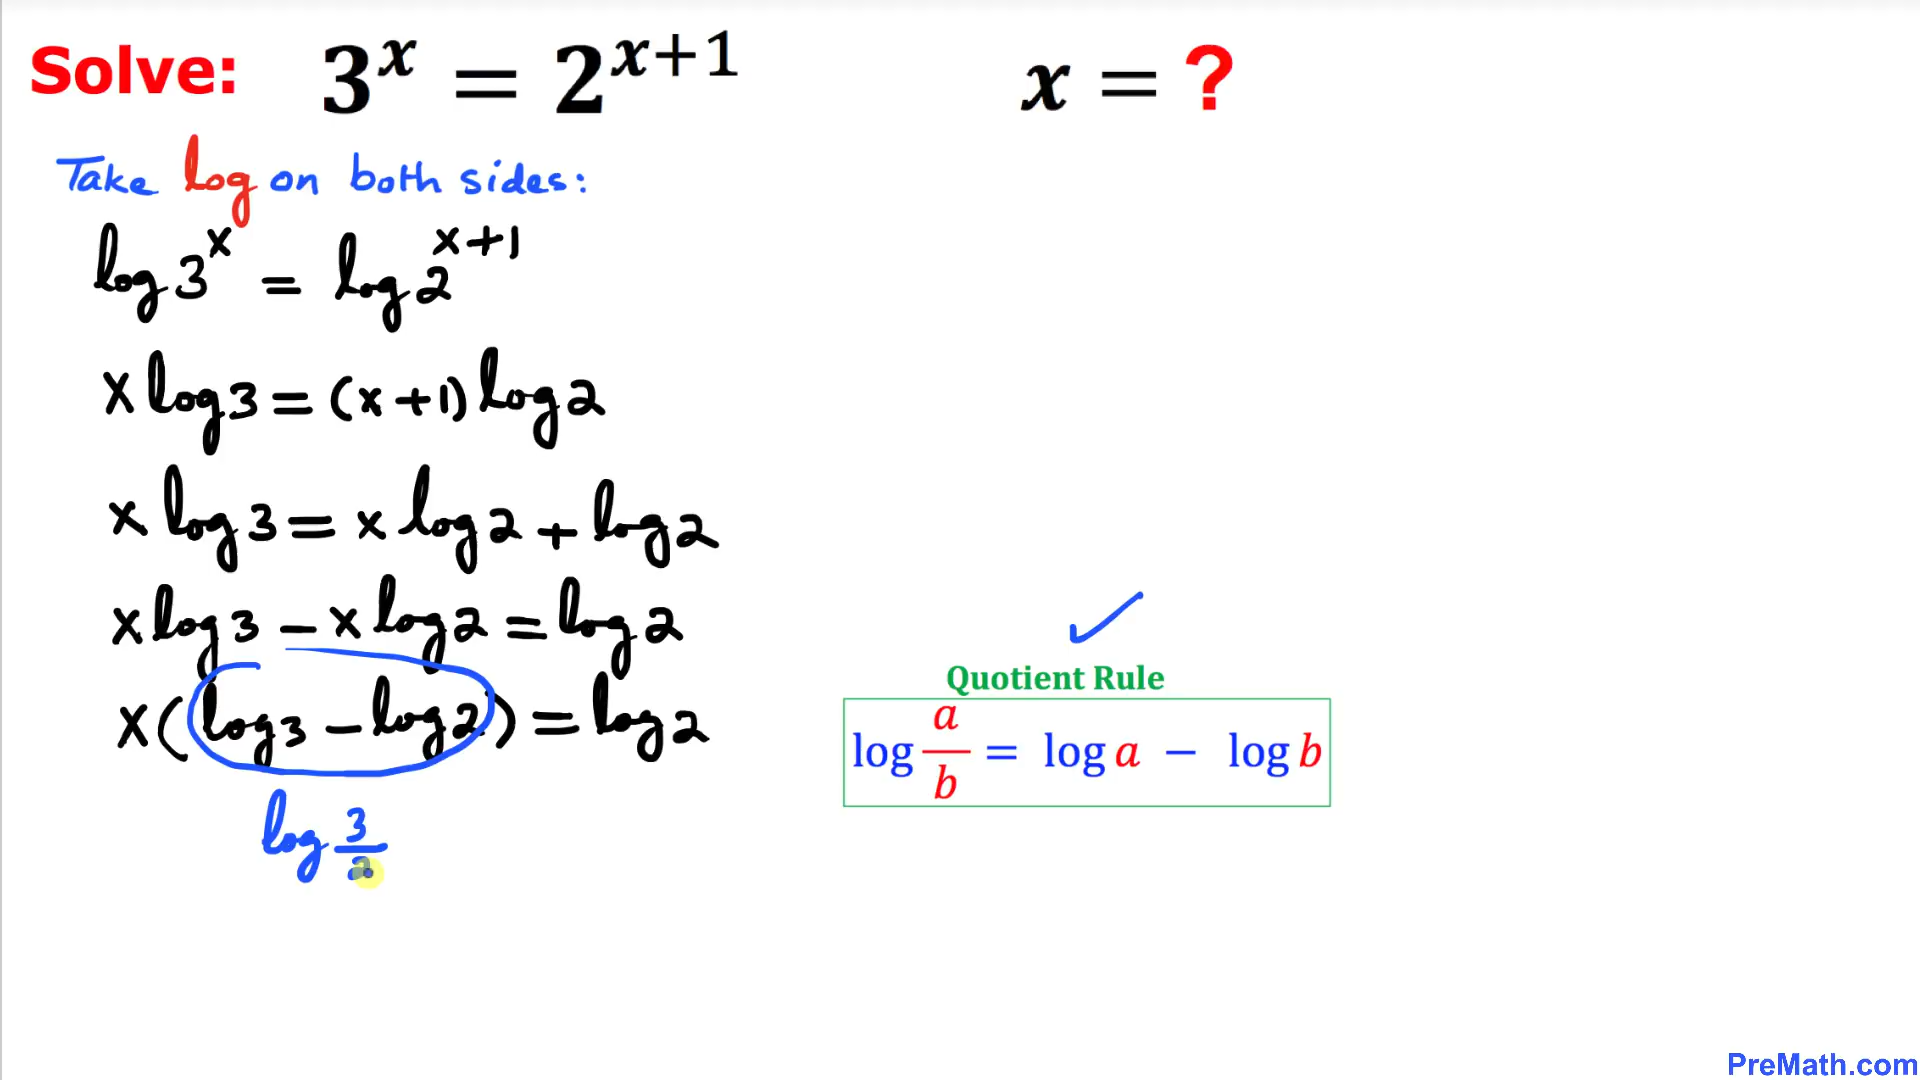 Solve: 3^x = 2^{x+1} x = ?
Take log on both sides:
log 3^x = log 2^{x+1}
x log 3 = (x+1) log 2
x log 3 = x log 2 + log 2
x log 3 - x log 2 = log 2
x (log 3 - log 2) = log 2
log 3/2
Quotient Rule
log a/b = log a − log b
PreMath.com